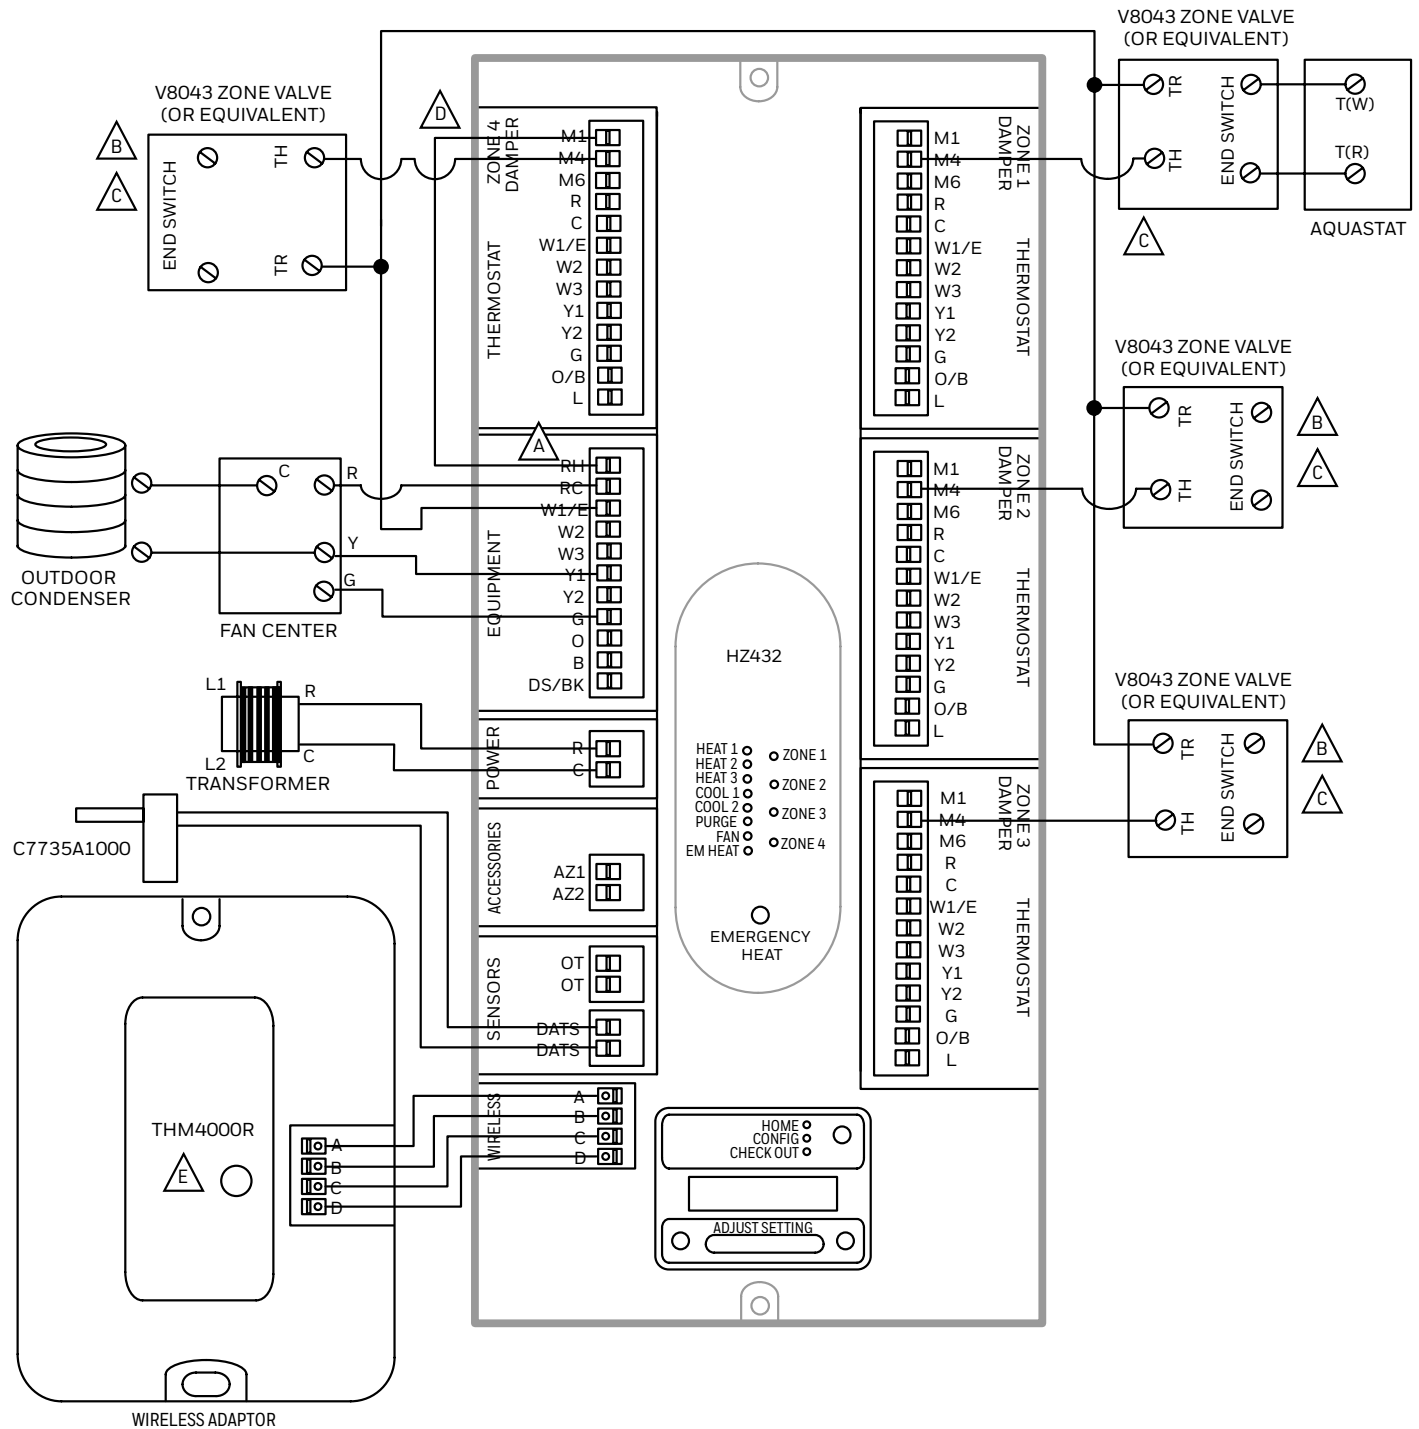 V8043 ZONE VALVE
(OR EQUIVALENT)
TR
TH
END SWITCH
T(W)
T(R)
AQUASTAT
C
V8043 ZONE VALVE
(OR EQUIVALENT)
B
C
END SWITCH
TH
TR
D
ZONE 4
DAMPER
THERMOSTAT
M1
M4
M6
R
C
W1/E
W2
W3
Y1
Y2
G
O/B
L
M1
M4
M6
R
C
W1/E
W2
W3
Y1
Y2
G
O/B
L
ZONE 1
DAMPER
THERMOSTAT
V8043 ZONE VALVE
(OR EQUIVALENT)
TR
TH
END SWITCH
B
C
OUTDOOR
CONDENSER
C
R
Y
G
FAN CENTER
A
EQUIPMENT
RH
RC
W1/E
W2
W3
Y1
Y2
G
O
B
DS/BK
M1
M4
M6
R
C
W1/E
W2
W3
Y1
Y2
G
O/B
L
ZONE 2
DAMPER
THERMOSTAT
HZ432
HEAT 1
HEAT 2
HEAT 3
COOL 1
COOL 2
PURGE
FAN
EM HEAT
ZONE 1
ZONE 2
ZONE 3
ZONE 4
EMERGENCY
HEAT
V8043 ZONE VALVE
(OR EQUIVALENT)
TR
TH
END SWITCH
B
C
L1
L2
R
C
TRANSFORMER
POWER
R
C
C7735A1000
ACCESSORIES
AZ1
AZ2
SENSORS
OT
OT
DATS
DATS
M1
M4
M6
R
C
W1/E
W2
W3
Y1
Y2
G
O/B
L
ZONE 3
DAMPER
THERMOSTAT
WIRELESS
A
B
C
D
THM4000R
E
A
B
C
D
WIRELESS ADAPTOR
HOME
CONFIG
CHECK OUT
ADJUST SETTING